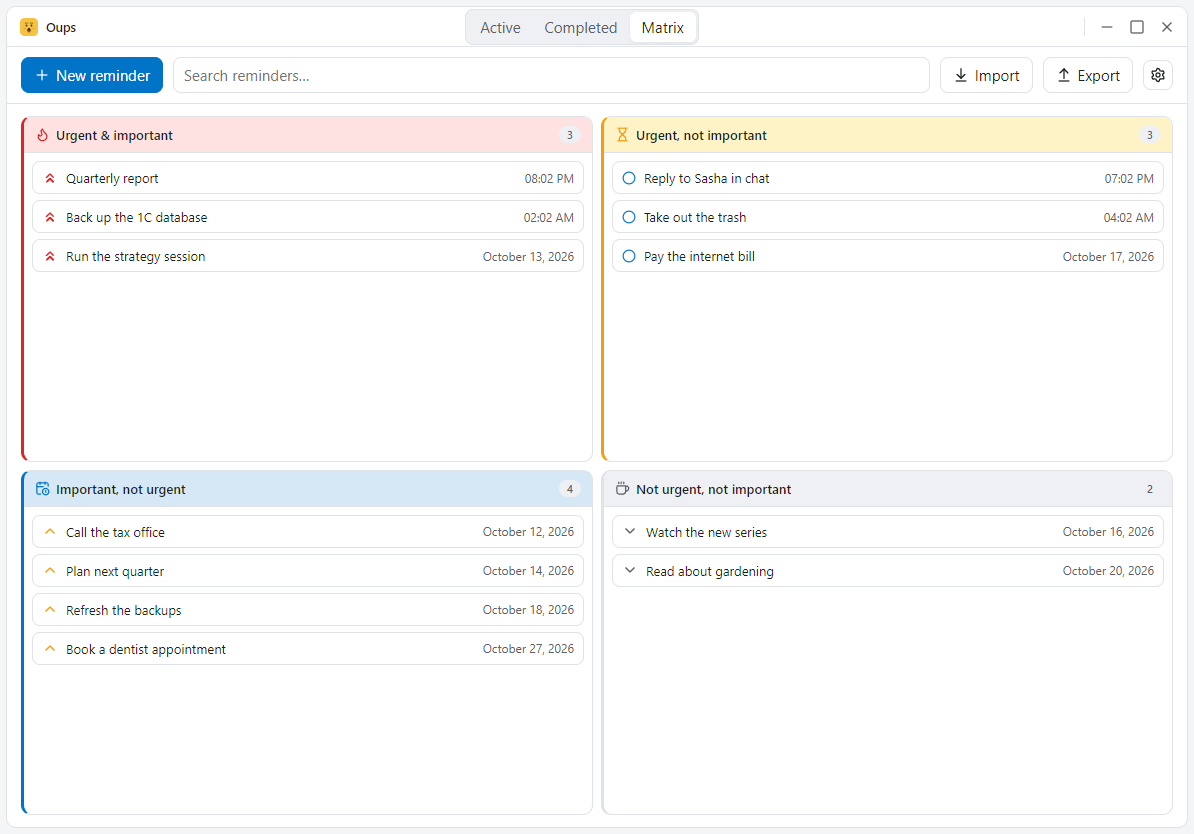 Oups
Active Completed Matrix
New reminder Search reminders... Import Export
Urgent & important 3
Quarterly report 08:02 PM
Back up the 1C database 02:02 AM
Run the strategy session October 13, 2026
Urgent, not important 3
Reply to Sasha in chat 07:02 PM
Take out the trash 04:02 AM
Pay the internet bill October 17, 2026
Important, not urgent 4
Call the tax office October 12, 2026
Plan next quarter October 14, 2026
Refresh the backups October 18, 2026
Book a dentist appointment October 27, 2026
Not urgent, not important 2
Watch the new series October 16, 2026
Read about gardening October 20, 2026